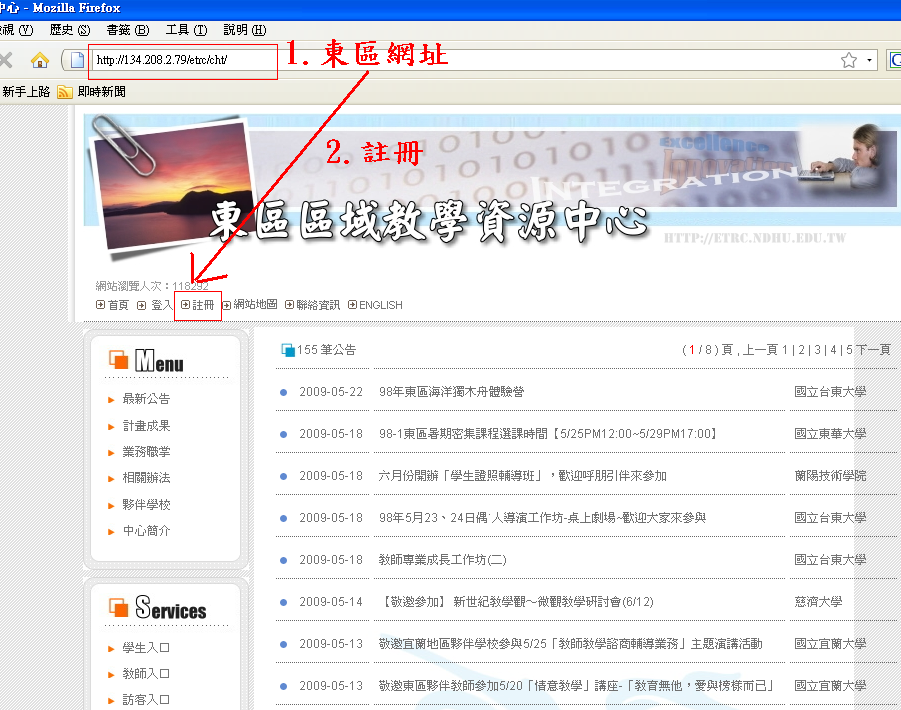 中心 - Mozilla Firefox
檢視 (V) 歷史 (S) 書籤 (B) 工具 (T) 說明 (H)
http://134.208.2.79/etrc/cht/
1. 東區網址
新手上路 即時新聞
2. 註冊
Excellence
Innovation
INTEGRATION
東區區域教學資源中心
HTTP://ETRC.NDHU.EDU.TW
網站瀏覽人次：118292
首頁 登入 註冊 網站地圖 聯絡資訊 ENGLISH
Menu
最新公告
計畫成果
業務職掌
相關辦法
夥伴學校
中心簡介
Services
學生入口
教師入口
訪客入口
155 筆公告 ( 1 / 8 ) 頁 , 上一頁 1 | 2 | 3 | 4 | 5 下一頁
2009-05-22 98年東區海洋獨木舟體驗營 國立台東大學
2009-05-18 98-1東區暑期密集課程選課時間【5/25PM12:00~5/29PM17:00】 國立東華大學
2009-05-18 六月份開辦「學生證照輔導班」，歡迎呼朋引伴來參加 蘭陽技術學院
2009-05-18 98年5月23、24日偶˙人導演工作坊-桌上劇場~歡迎大家來參與 國立台東大學
2009-05-18 教師專業成長工作坊(二) 國立台東大學
2009-05-14 【敬邀參加】 新世紀教學觀～微觀教學研討會(6/12) 慈濟大學
2009-05-13 敬邀宜蘭地區夥伴學校參與5/25「教師教學諮商輔導業務」主題演講活動 國立宜蘭大學
2009-05-13 敬邀東區夥伴教師參加5/20「情意教學」講座-「教育無他，愛與榜樣而已」 國立宜蘭大學